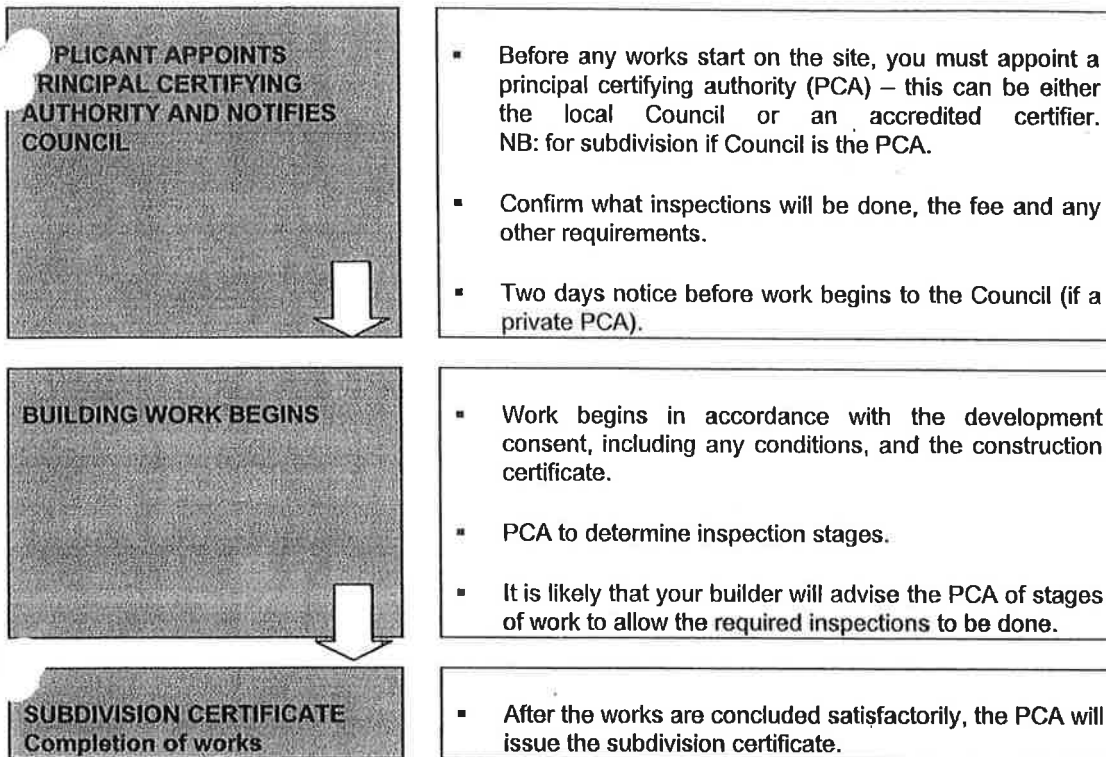 PLICANT APPOINTS
RINCIPAL CERTIFYING
AUTHORITY AND NOTIFIES
COUNCIL
▪ Before any works start on the site, you must appoint a
principal certifying authority (PCA) – this can be either
the local Council or an accredited certifier.
NB: for subdivision if Council is the PCA.
▪ Confirm what inspections will be done, the fee and any
other requirements.
▪ Two days notice before work begins to the Council (if a
private PCA).
BUILDING WORK BEGINS
▪ Work begins in accordance with the development
consent, including any conditions, and the construction
certificate.
▪ PCA to determine inspection stages.
▪ It is likely that your builder will advise the PCA of stages
of work to allow the required inspections to be done.
SUBDIVISION CERTIFICATE
Completion of works
▪ After the works are concluded satisfactorily, the PCA will
issue the subdivision certificate.